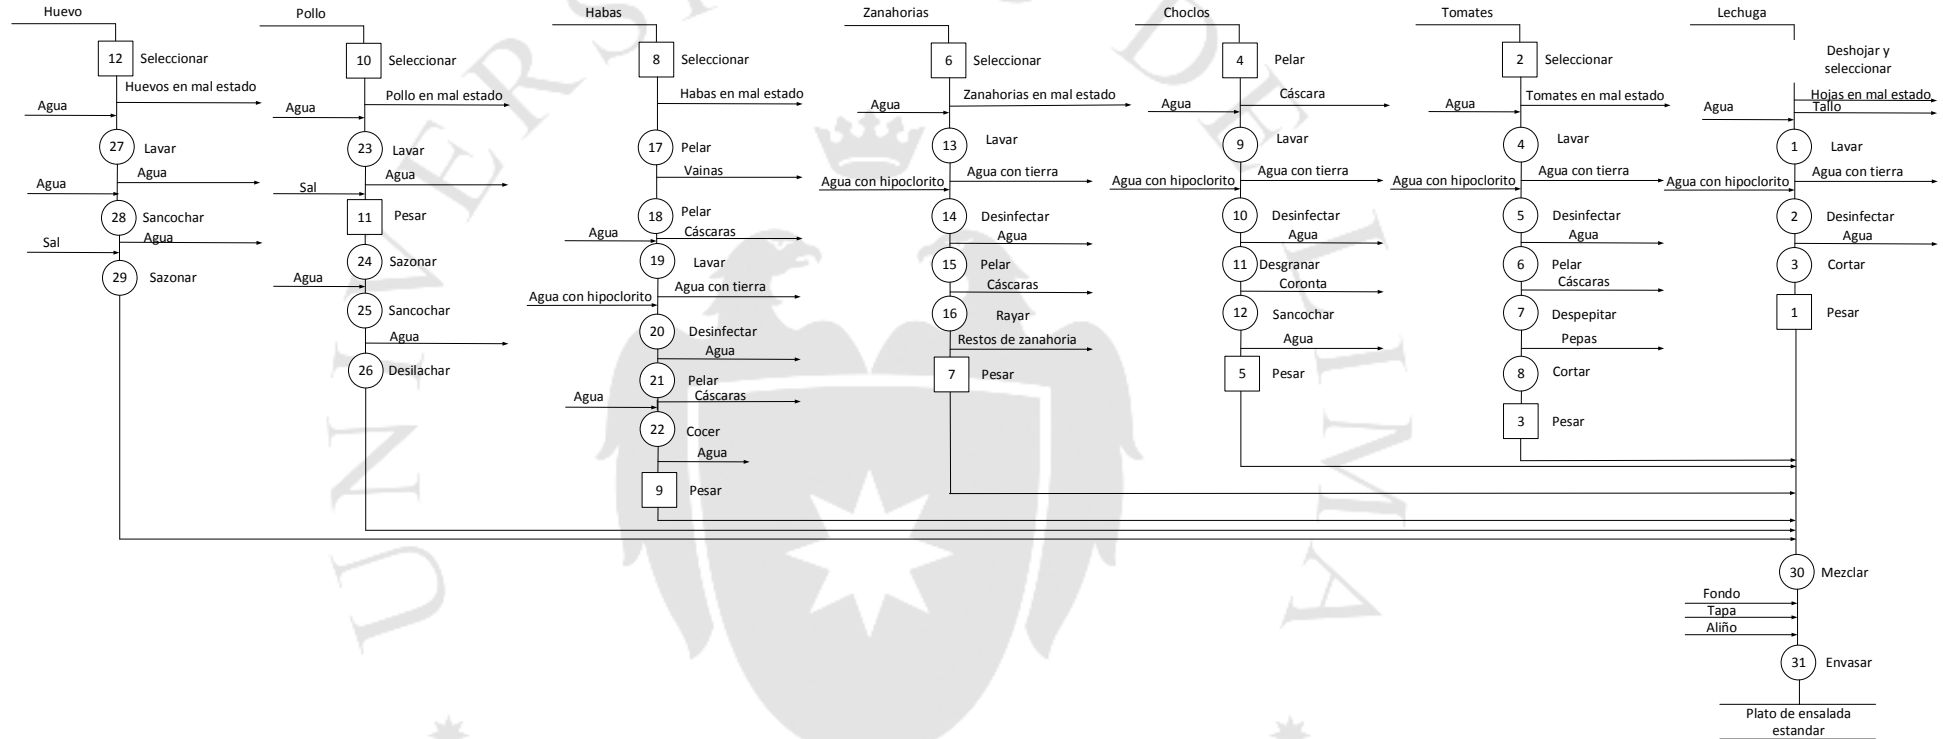 Huevo
12 Seleccionar
Huevos en mal estado
Agua
27 Lavar
Agua
Agua
28 Sancochar
Agua
Sal
29 Sazonar
Pollo
10 Seleccionar
Pollo en mal estado
Agua
23 Lavar
Agua
Sal
11 Pesar
24 Sazonar
Agua
25 Sancochar
Agua
26 Desilachar
Habas
8 Seleccionar
Habas en mal estado
17 Pelar
Vainas
18 Pelar
Cáscaras
Agua
19 Lavar
Agua con tierra
Agua con hipoclorito
20 Desinfectar
Agua
21 Pelar
Cáscaras
Agua
22 Cocer
Agua
9 Pesar
Zanahorias
6 Seleccionar
Zanahorias en mal estado
Agua
13 Lavar
Agua con tierra
Agua con hipoclorito
14 Desinfectar
Agua
15 Pelar
Cáscaras
16 Rayar
Restos de zanahoria
7 Pesar
Choclos
4 Pelar
Cáscara
Agua
9 Lavar
Agua con tierra
Agua con hipoclorito
10 Desinfectar
Agua
11 Desgranar
Coronta
12 Sancochar
Agua
5 Pesar
Tomates
2 Seleccionar
Tomates en mal estado
Agua
4 Lavar
Agua con tierra
Agua con hipoclorito
5 Desinfectar
Agua
6 Pelar
Cáscaras
7 Despepitar
Pepas
8 Cortar
3 Pesar
Lechuga
Deshojar y
seleccionar
Hojas en mal estado
Tallo
Agua
1 Lavar
Agua con tierra
Agua con hipoclorito
2 Desinfectar
Agua
3 Cortar
1 Pesar
30 Mezclar
Fondo
Tapa
Aliño
31 Envasar
Plato de ensalada
estandar
UNIVERS
DE LIMA